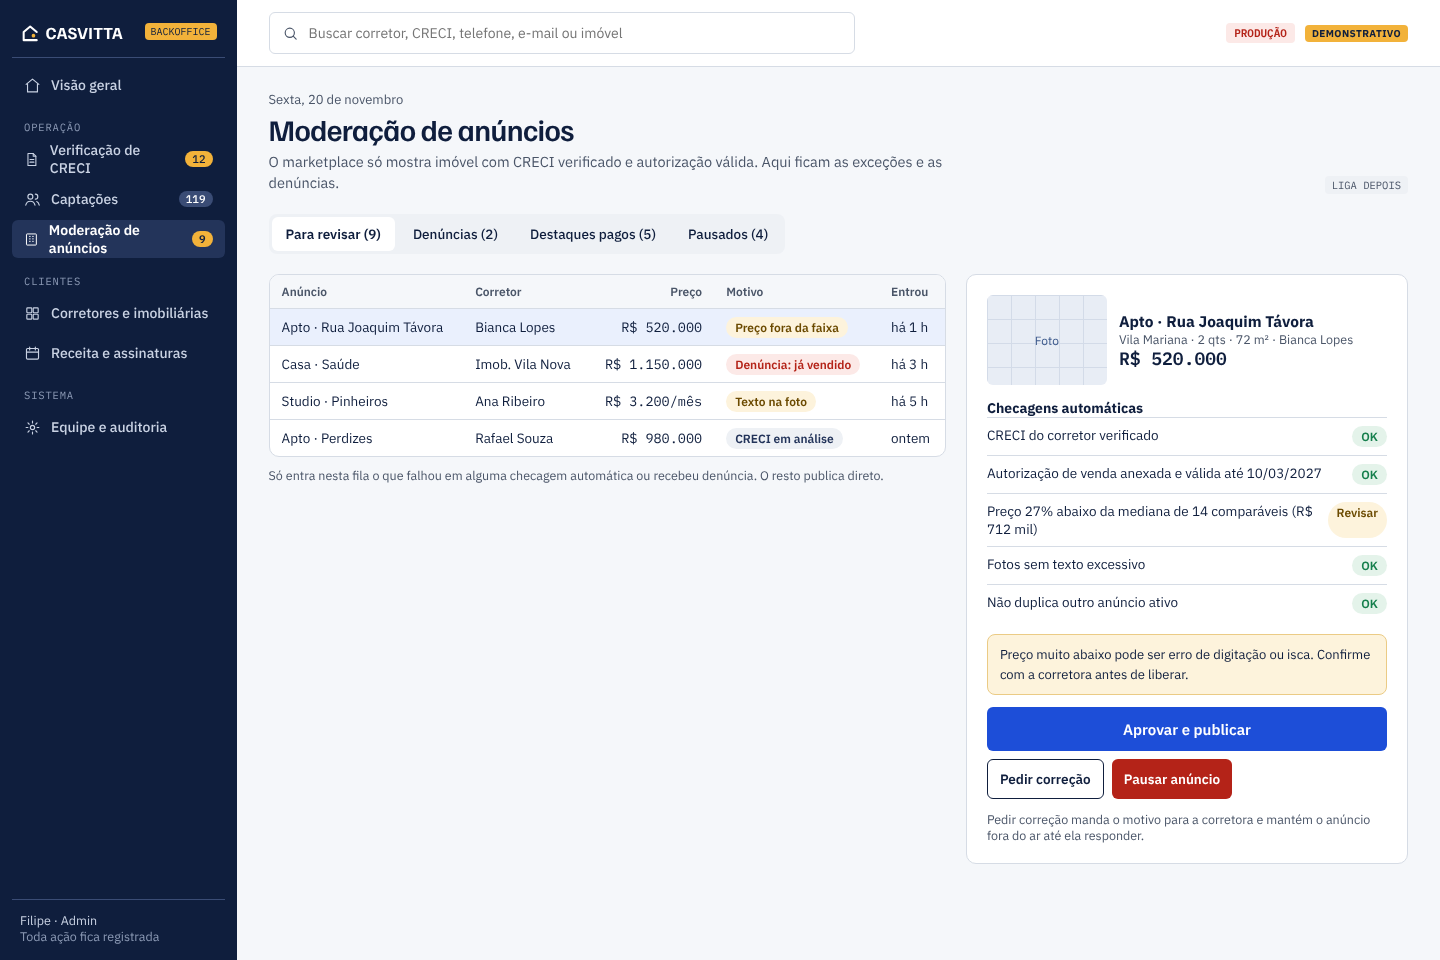 CASVITTA
BACKOFFICE
Visão geral
OPERAÇÃO
Verificação de
CRECI
12
Captações
119
Moderação de
anúncios
9
CLIENTES
Corretores e imobiliárias
Receita e assinaturas
SISTEMA
Equipe e auditoria
Filipe · Admin
Toda ação fica registrada
Buscar corretor, CRECI, telefone, e-mail ou imóvel
PRODUÇÃO
DEMONSTRATIVO
Sexta, 20 de novembro
Moderação de anúncios
O marketplace só mostra imóvel com CRECI verificado e autorização válida. Aqui ficam as exceções e as
denúncias.
LIGA DEPOIS
Para revisar (9)
Denúncias (2)
Destaques pagos (5)
Pausados (4)
Anúncio Corretor Preço Motivo Entrou
Apto · Rua Joaquim Távora Bianca Lopes R$ 520.000 Preço fora da faixa há 1 h
Casa · Saúde Imob. Vila Nova R$ 1.150.000 Denúncia: já vendido há 3 h
Studio · Pinheiros Ana Ribeiro R$ 3.200/mês Texto na foto há 5 h
Apto · Perdizes Rafael Souza R$ 980.000 CRECI em análise ontem
Só entra nesta fila o que falhou em alguma checagem automática ou recebeu denúncia. O resto publica direto.
Foto
Apto · Rua Joaquim Távora
Vila Mariana · 2 qts · 72 m² · Bianca Lopes
R$ 520.000
Checagens automáticas
CRECI do corretor verificado OK
Autorização de venda anexada e válida até 10/03/2027 OK
Preço 27% abaixo da mediana de 14 comparáveis (R$
712 mil)
Revisar
Fotos sem texto excessivo OK
Não duplica outro anúncio ativo OK
Preço muito abaixo pode ser erro de digitação ou isca. Confirme
com a corretora antes de liberar.
Aprovar e publicar
Pedir correção
Pausar anúncio
Pedir correção manda o motivo para a corretora e mantém o anúncio
fora do ar até ela responder.